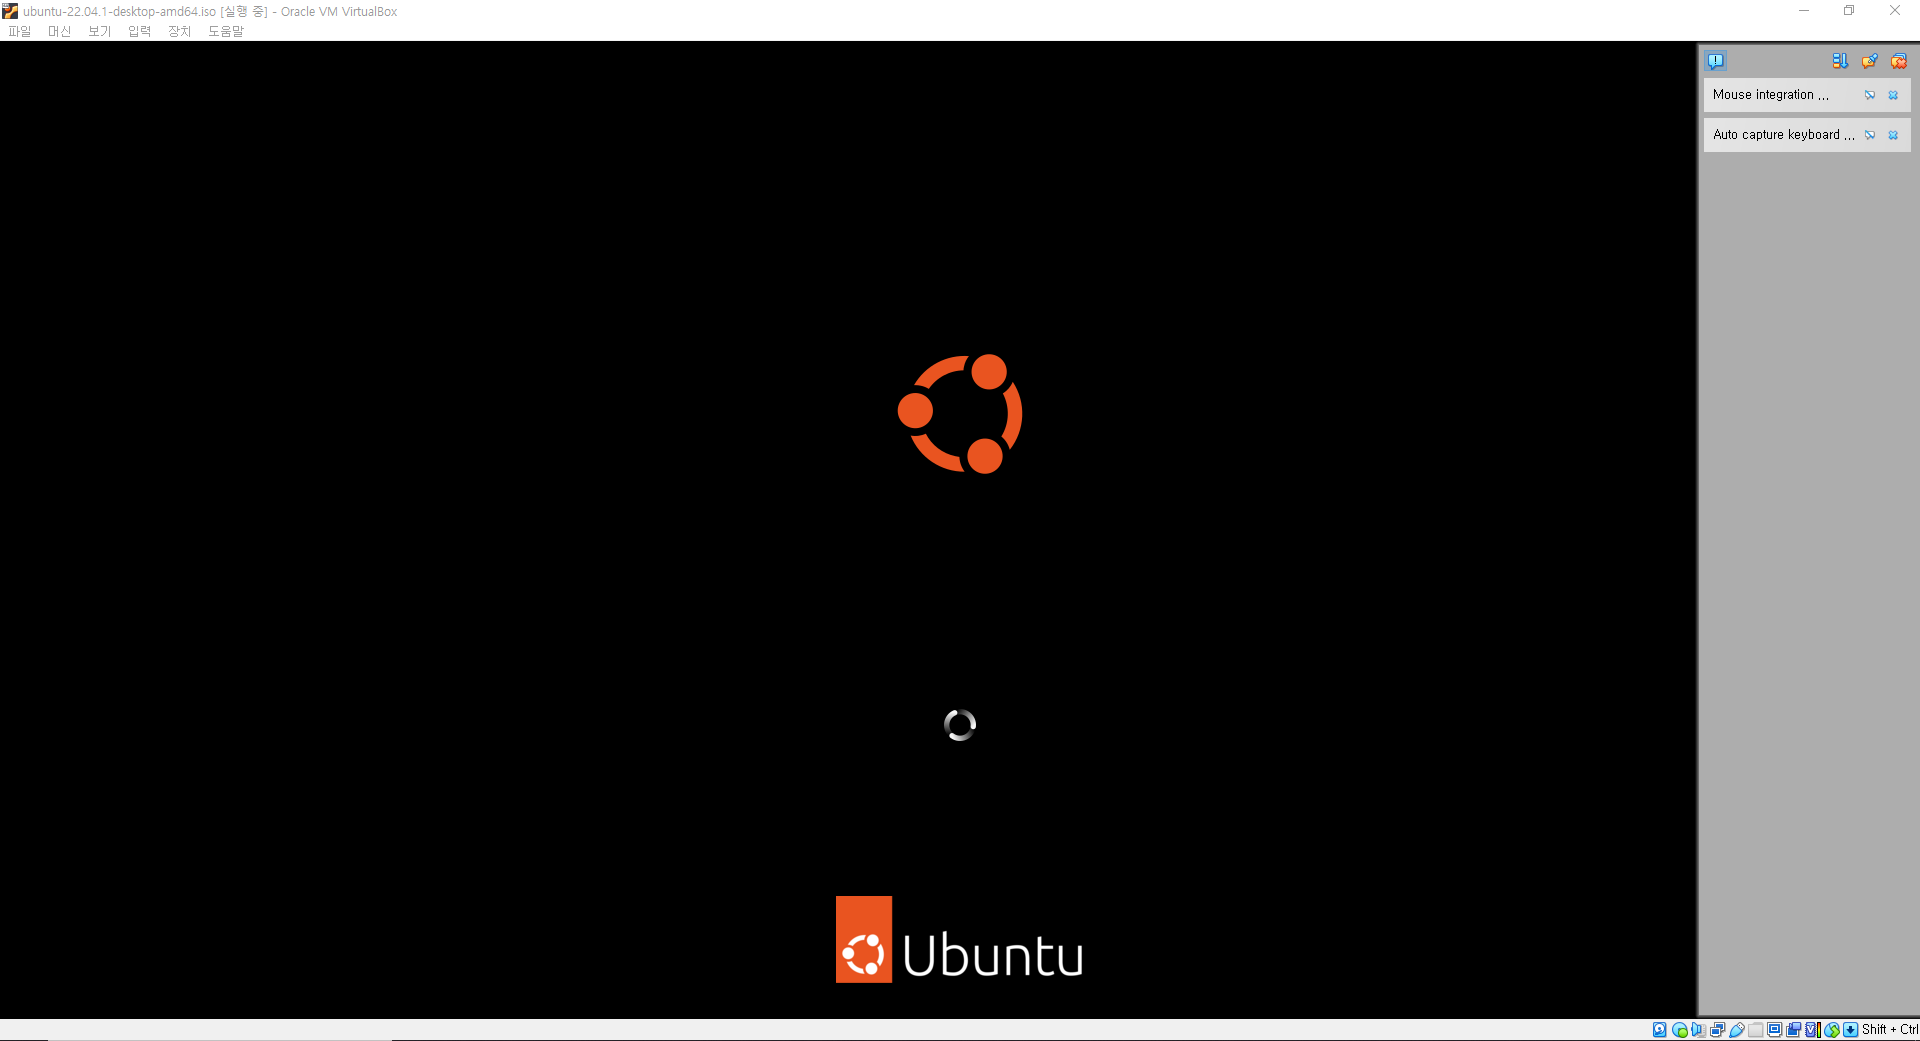 ubuntu-22.04.1-desktop-amd64.iso [실행 중] - Oracle VM VirtualBox
파일 머신 보기 입력 장치 도움말
Mouse integration ...
Auto capture keyboard ...
Ubuntu
Shift + Ctrl